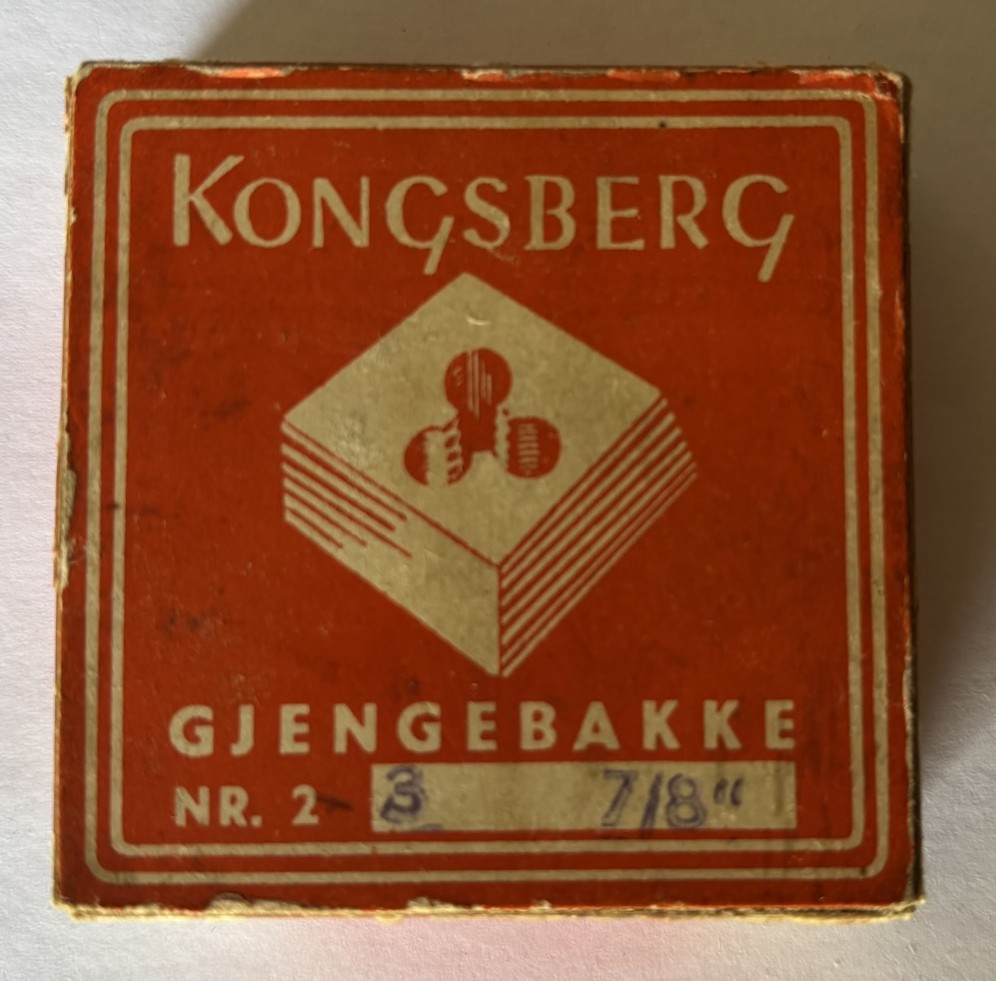 KONGSBERG
GJENGEBAKKE
NR. 2 3 7/8"